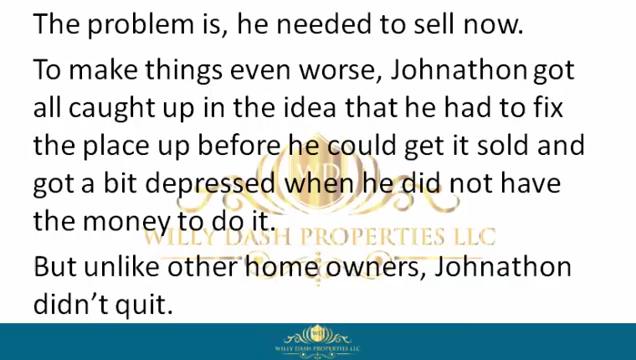 The problem is, he needed to sell now.
To make things even worse, Johnathon got
all caught up in the idea that he had to fix
the place up before he could get it sold and
got a bit depressed when he did not have
the money to do it.
WILLY DASH PROPERTIES LLC
But unlike other home owners, Johnathon
didn’t quit.
WILLY DASH PROPERTIES LLC